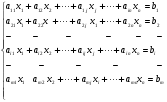 a₁₁x₁ + a₁₂x₂ + ⋯ + a₁ⱼxⱼ + ⋯ + a₁ₙxₙ = b₁
a₂₁x₁ + a₂₂x₂ + ⋯ + a₂ⱼxⱼ + ⋯ + a₂ₙxₙ = b₂
– – – –
aᵢ₁x₁ + aᵢ₂x₂ + ⋯ + aᵢⱼxⱼ + ⋯ + aᵢₙxₙ = bᵢ
– – – –
aₘ₁x₁ aₘ₂x₂ + ⋯ + aₘⱼxⱼ + ⋯ + aₘₙxₙ = bₘ